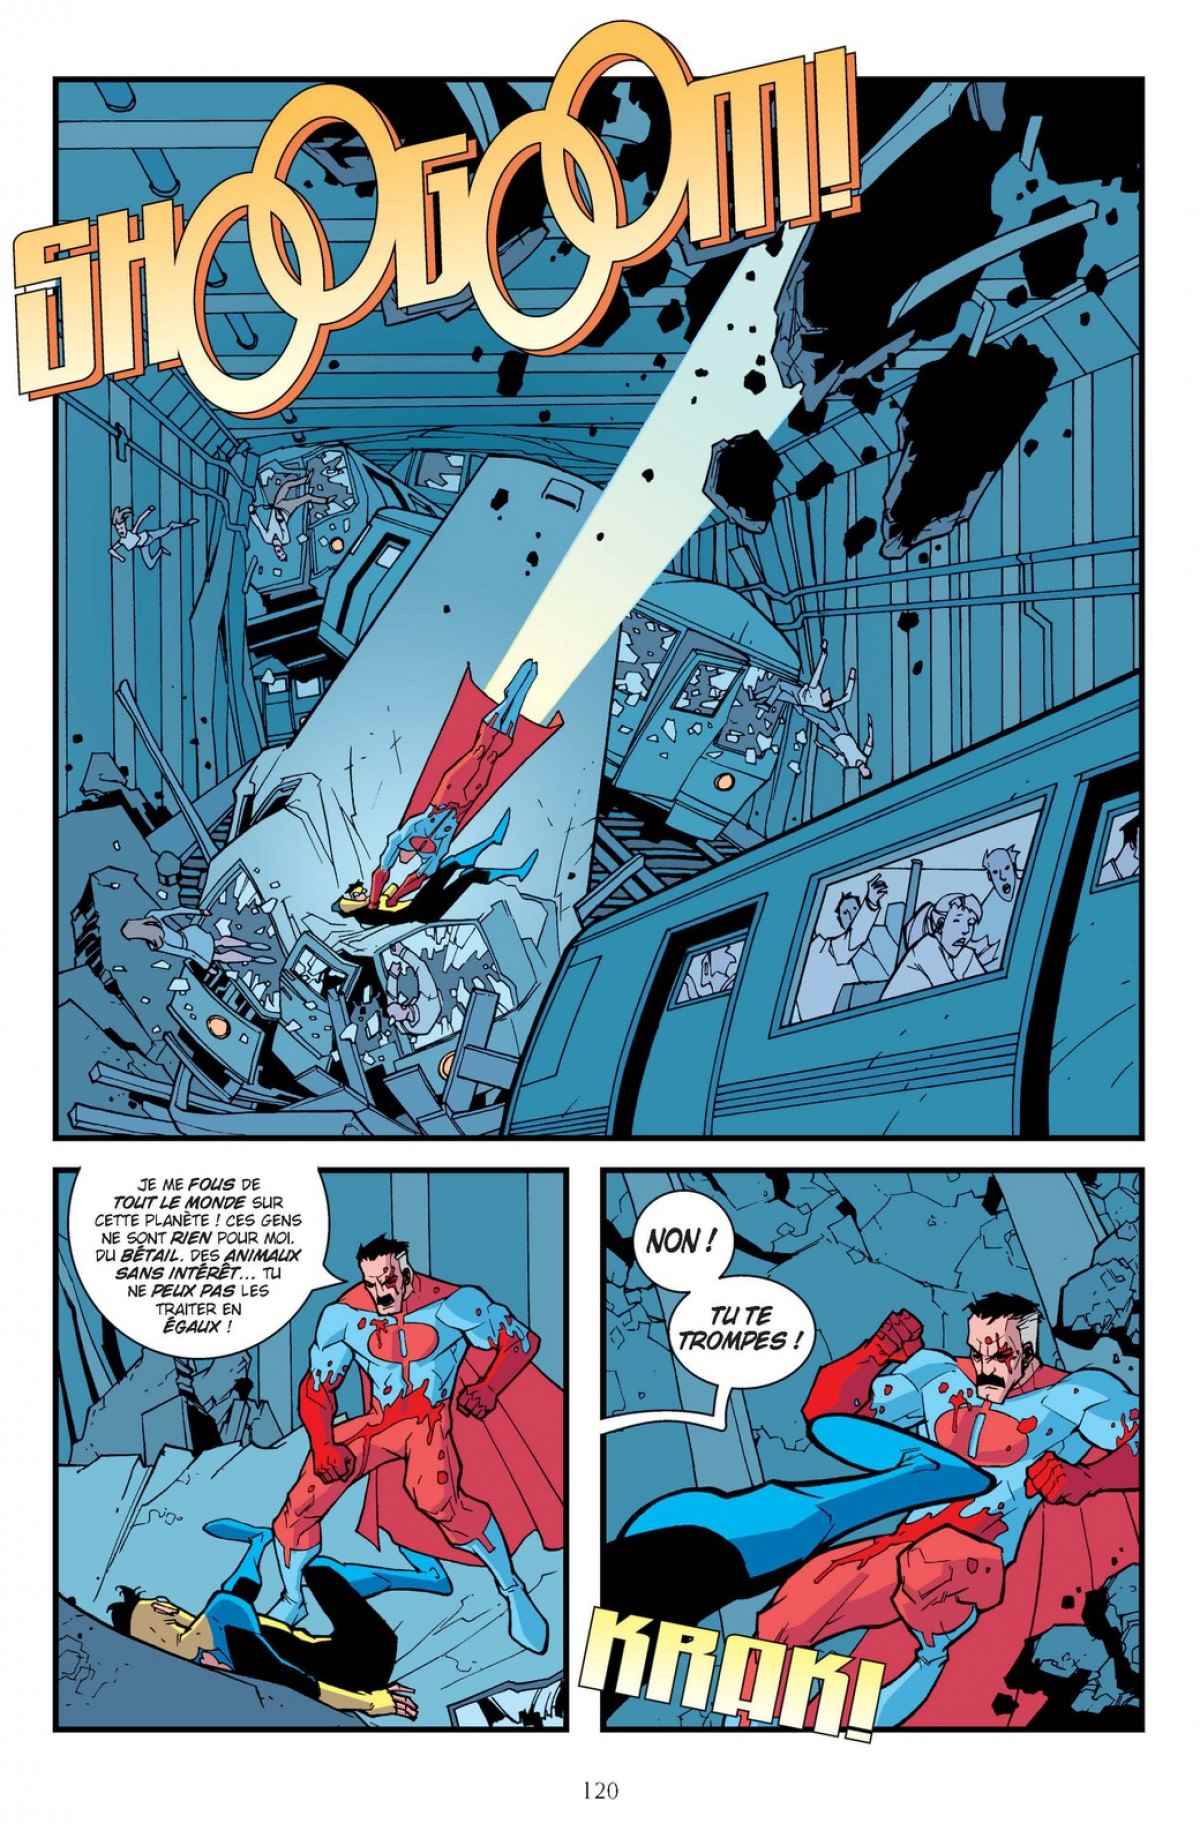 SHOOGOOM!
JE ME FOUS DE
TOUT LE MONDE SUR
CETTE PLANÈTE ! CES GENS
NE SONT RIEN POUR MOI.
DU BÉTAIL. DES ANIMAUX
SANS INTÉRÊT... TU
NE PEUX PAS LES
TRAITER EN
ÉGAUX !
NON !
TU TE
TROMPES !
KRAK!
120